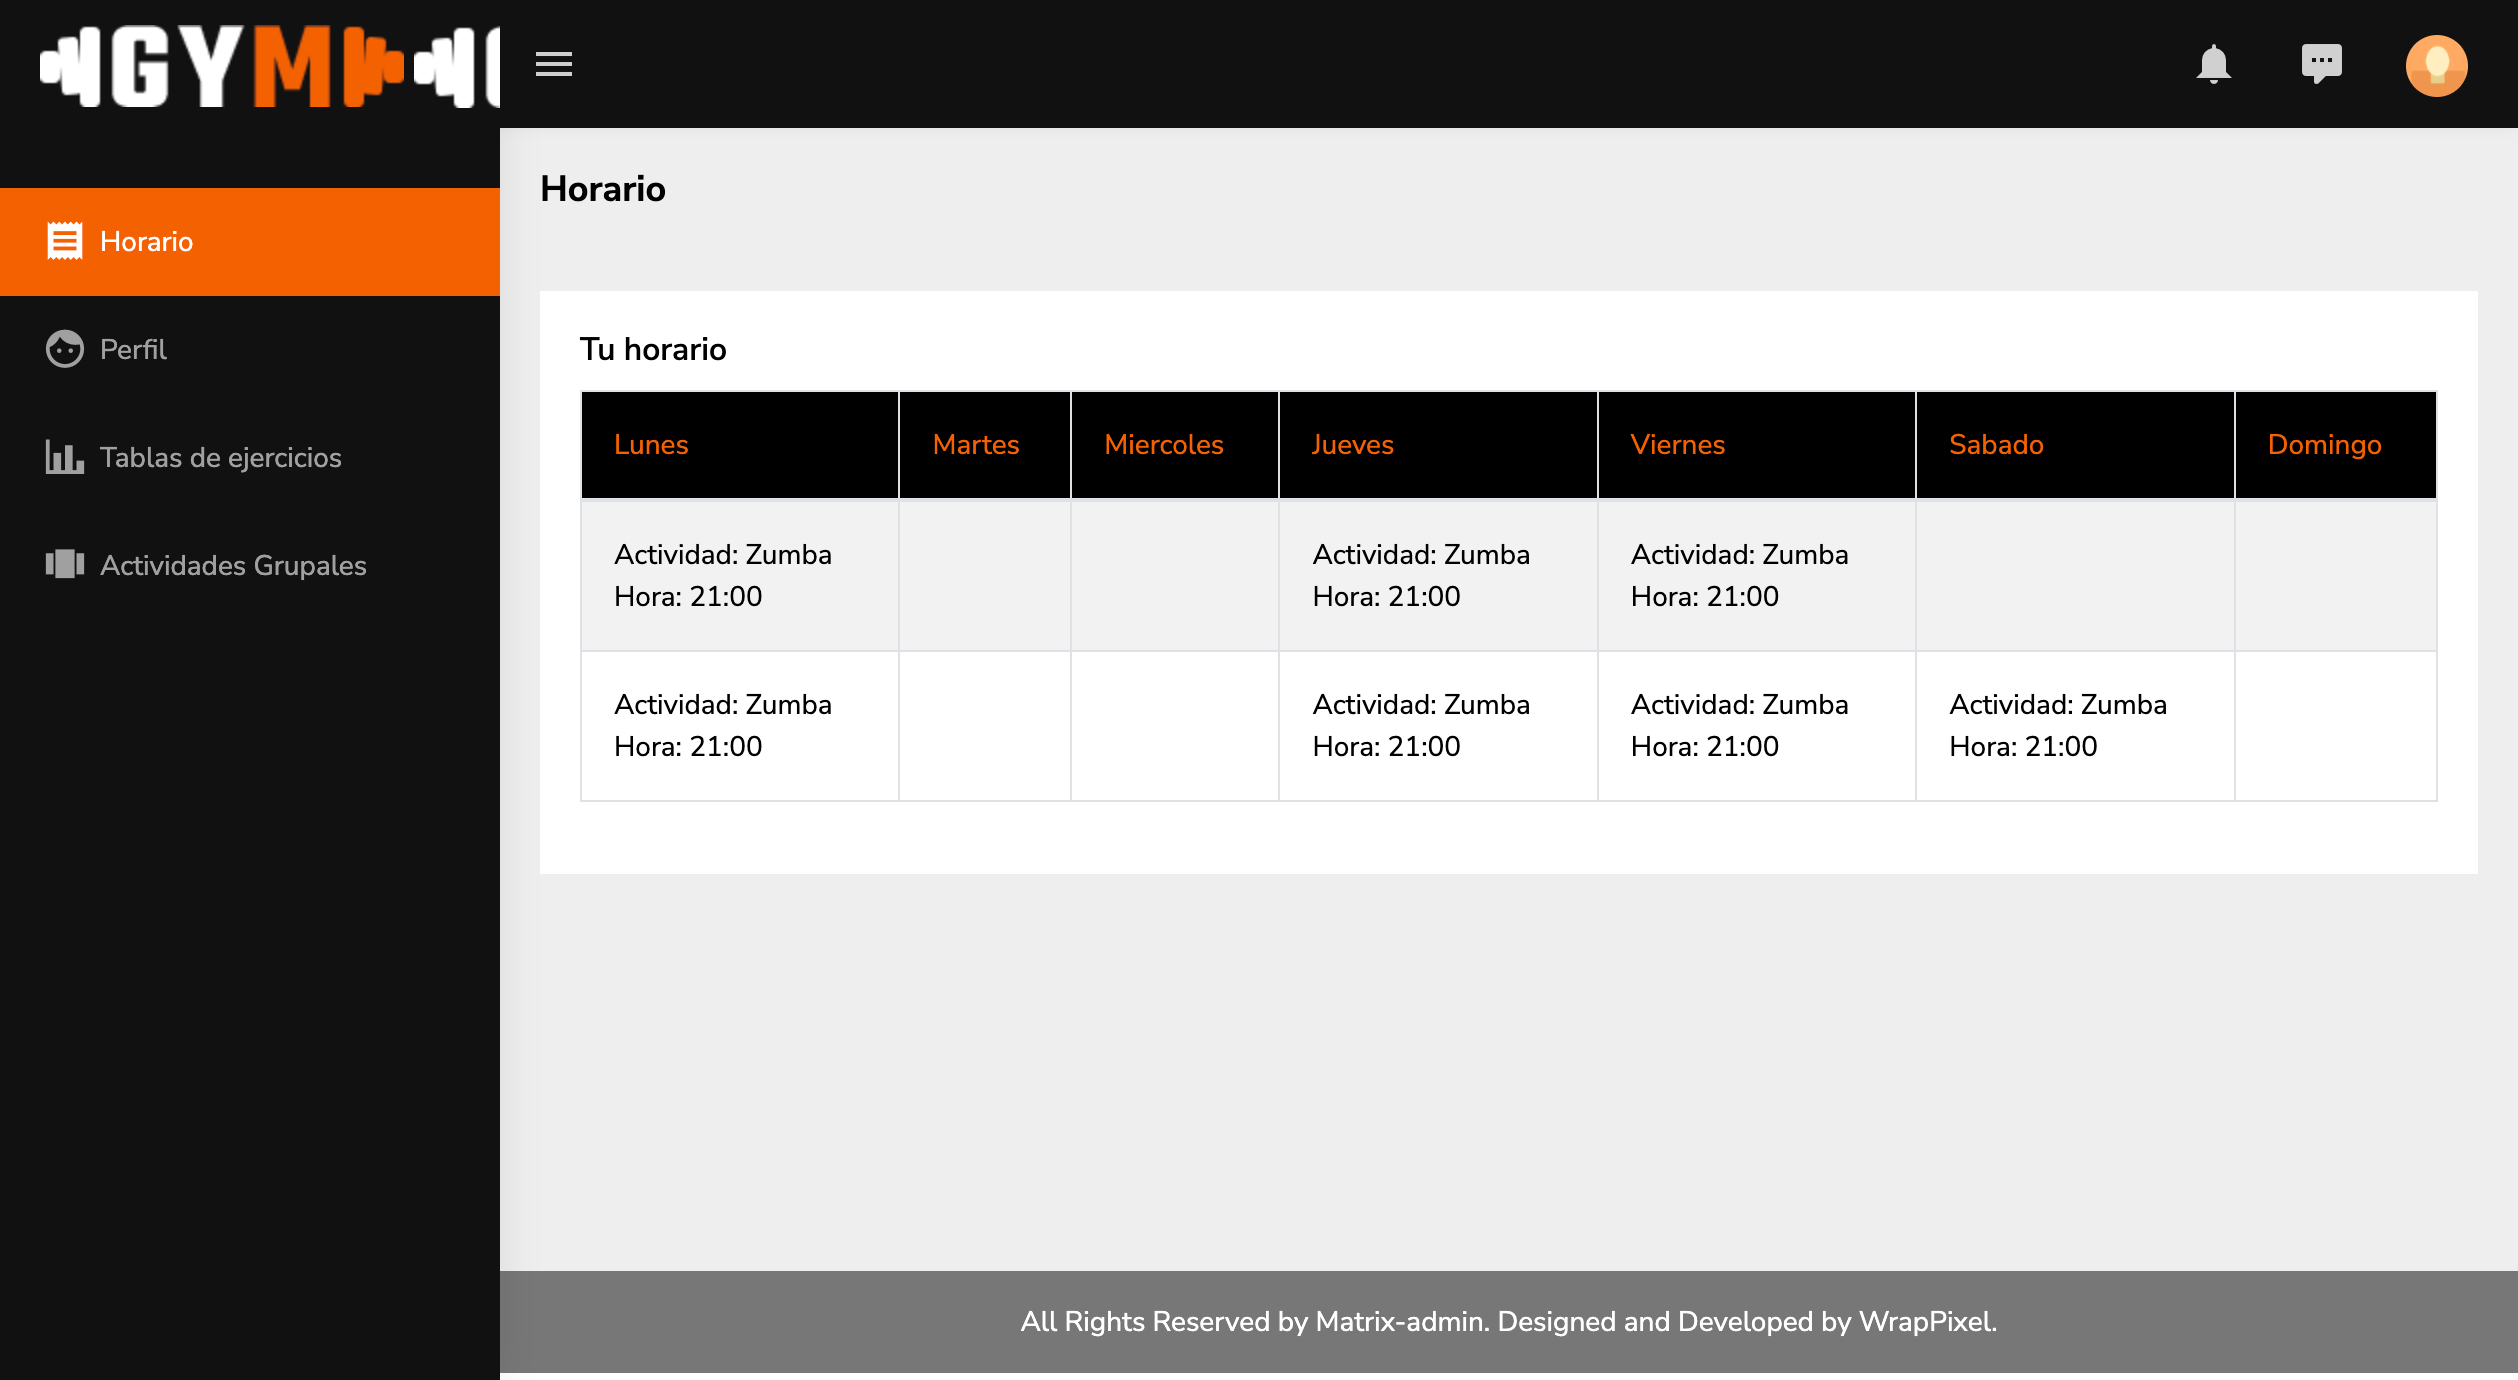 GYM
Horario
Perfil
Tablas de ejercicios
Actividades Grupales
Horario
Tu horario
Lunes Martes Miercoles Jueves Viernes Sabado Domingo
Actividad: Zumba Actividad: Zumba Actividad: Zumba
Hora: 21:00 Hora: 21:00 Hora: 21:00
Actividad: Zumba Actividad: Zumba Actividad: Zumba Actividad: Zumba
Hora: 21:00 Hora: 21:00 Hora: 21:00 Hora: 21:00
All Rights Reserved by Matrix-admin. Designed and Developed by WrapPixel.